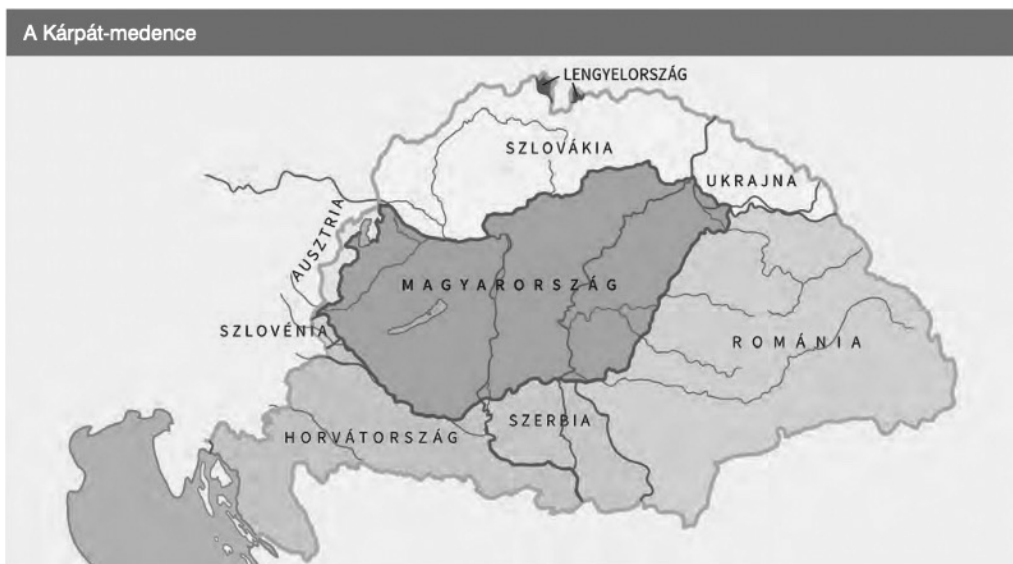 A Kárpát-medence
LENGYELORSZÁG
SZLOVÁKIA
UKRAJNA
AUSZTRIA
MAGYARORSZÁG
SZLOVÉNIA
ROMÁNIA
SZERBIA
HORVÁTORSZÁG